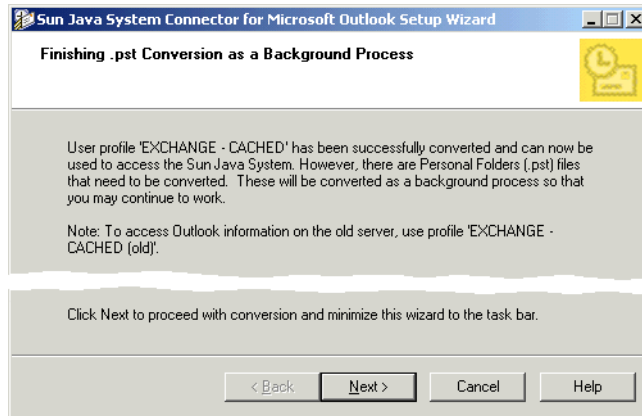 Sun Java System Connector for Microsoft Outlook Setup Wizard
Finishing .pst Conversion as a Background Process
User profile 'EXCHANGE - CACHED' has been successfully converted and can now be
used to access the Sun Java System. However, there are Personal Folders (.pst) files
that need to be converted.  These will be converted as a background process so that
you may continue to work.
Note: To access Outlook information on the old server, use profile 'EXCHANGE -
CACHED (old)'.
Click Next to proceed with conversion and minimize this wizard to the task bar.
< Back Next > Cancel Help